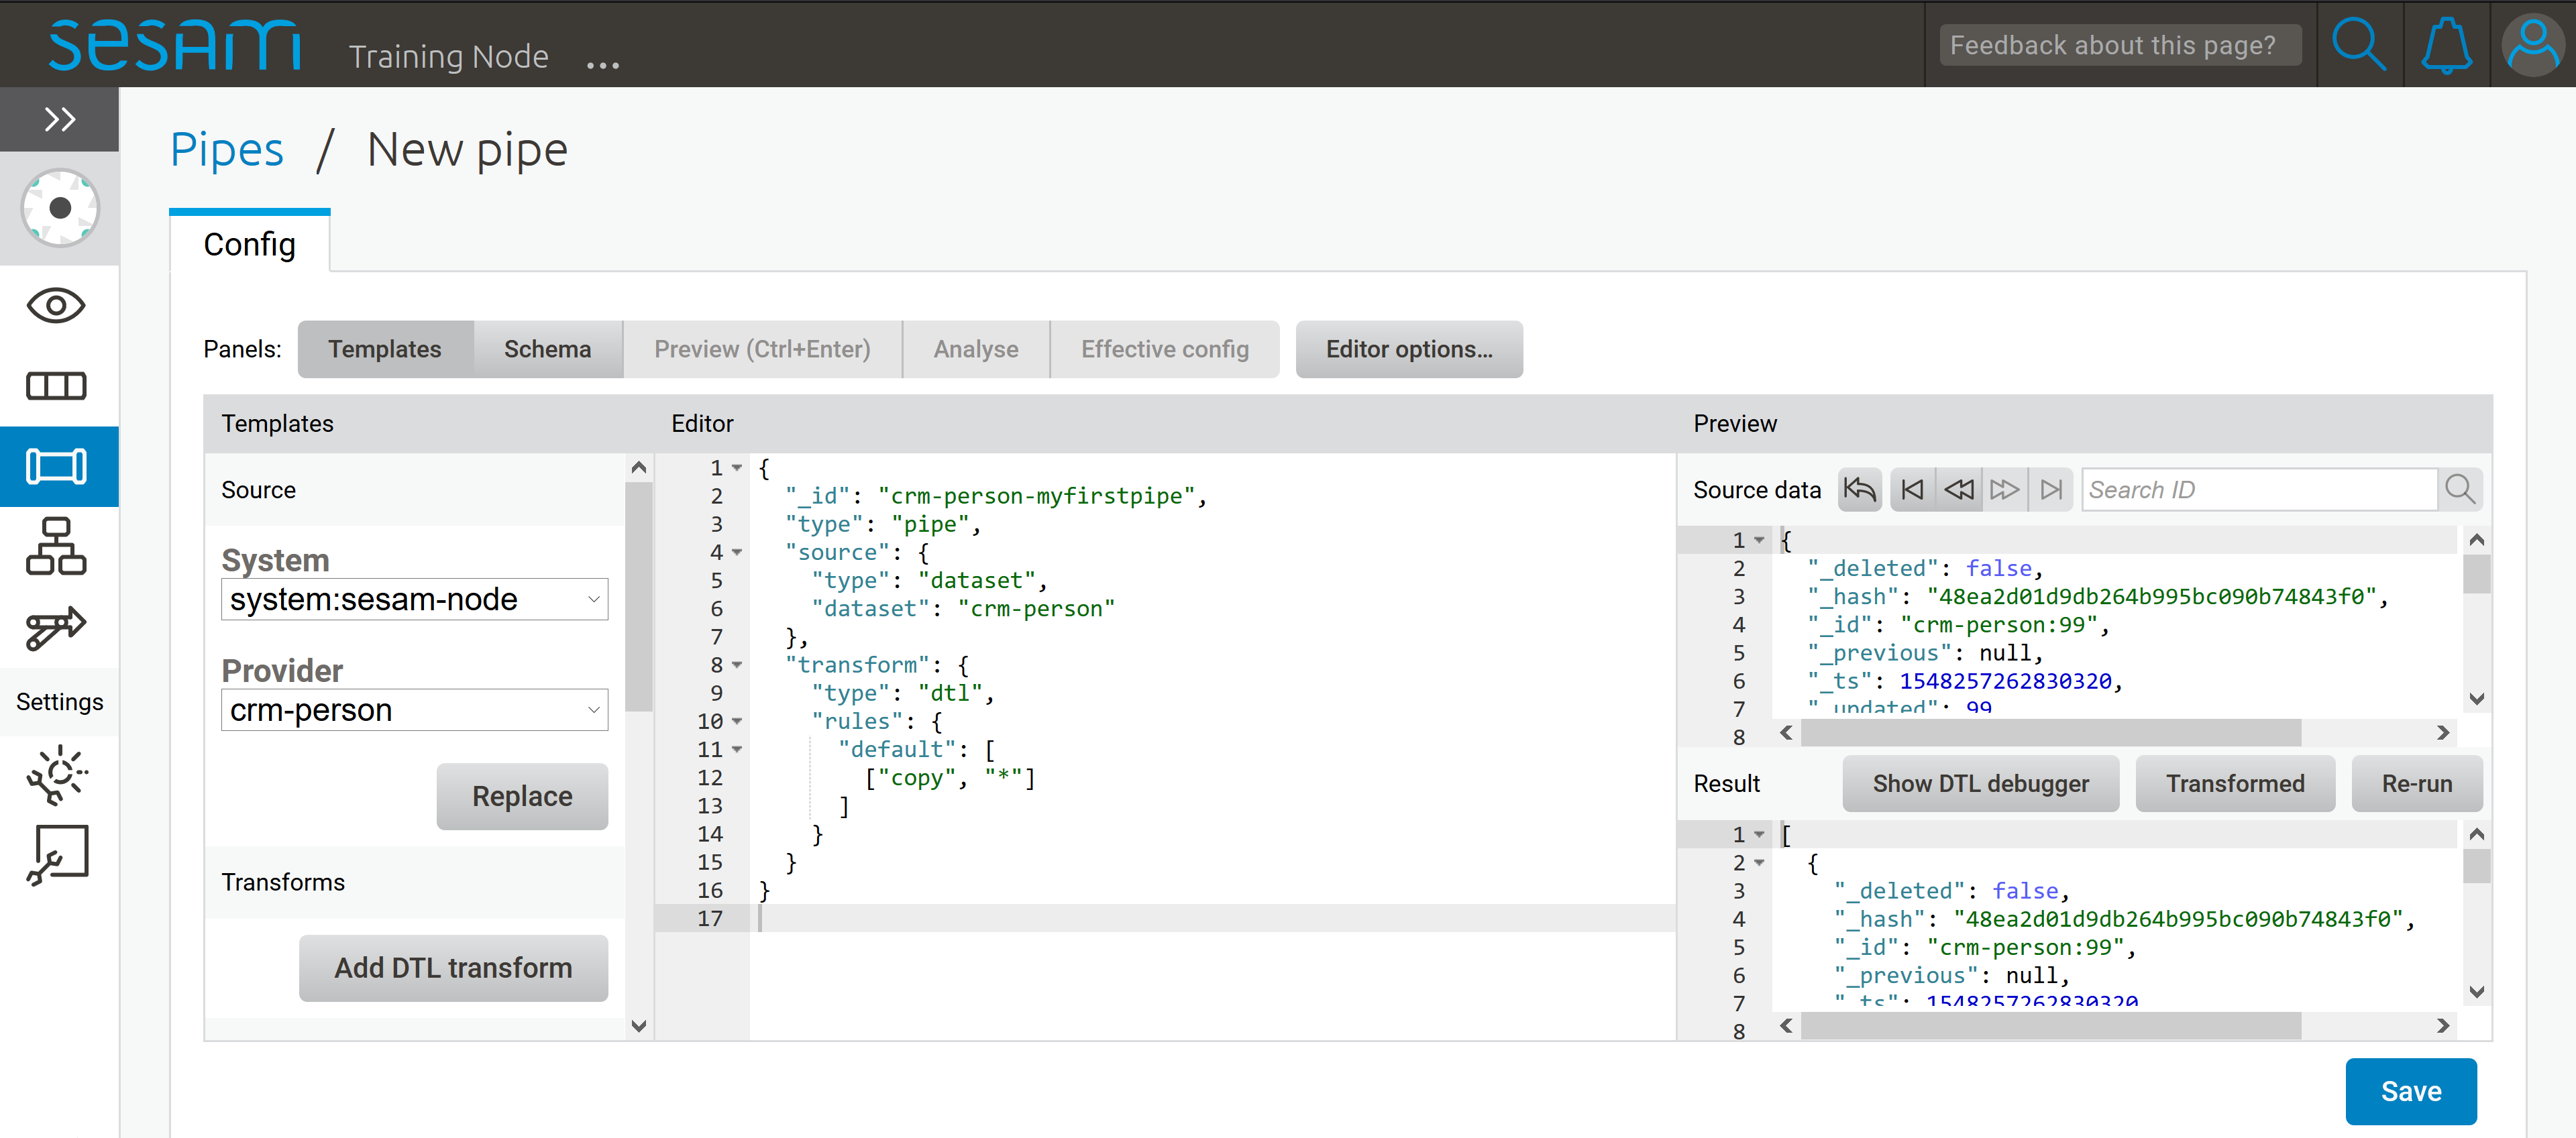 sesam Training Node ... Feedback about this page?
Pipes / New pipe
Config
Panels: Templates Schema Preview (Ctrl+Enter) Analyse Effective config Editor options...
Templates
Source
System
system:sesam-node
Provider
crm-person
Replace
Transforms
Add DTL transform
Settings
Editor
1 {
2 "_id": "crm-person-myfirstpipe",
3 "type": "pipe",
4 "source": {
5 "type": "dataset",
6 "dataset": "crm-person"
7 },
8 "transform": {
9 "type": "dtl",
10 "rules": {
11 "default": [
12 ["copy", "*"]
13 ]
14 }
15 }
16 }
17
Preview
Source data Search ID
1 {
2 "_deleted": false,
3 "_hash": "48ea2d01d9db264b995bc090b74843f0",
4 "_id": "crm-person:99",
5 "_previous": null,
6 "_ts": 1548257262830320,
7 "_updated": 99
8
Result Show DTL debugger Transformed Re-run
1 [
2 {
3 "_deleted": false,
4 "_hash": "48ea2d01d9db264b995bc090b74843f0",
5 "_id": "crm-person:99",
6 "_previous": null,
7 "_ts": 1548257262830320
8
Save